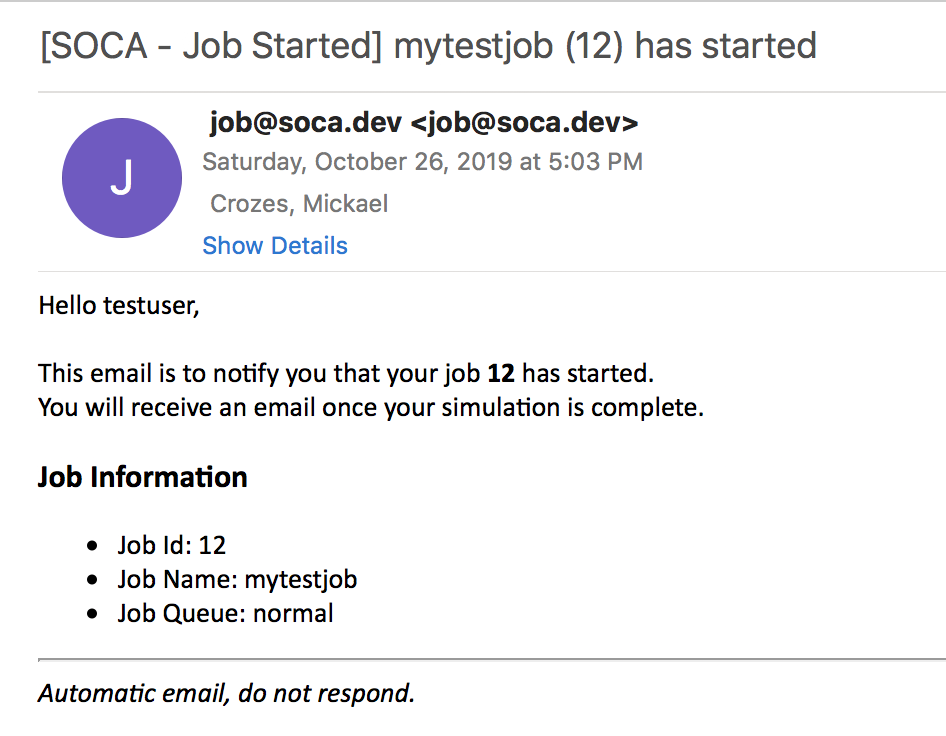 [SOCA - Job Started] mytestjob (12) has started
J
job@soca.dev <job@soca.dev>
Saturday, October 26, 2019 at 5:03 PM
Crozes, Mickael
Show Details
Hello testuser,
This email is to notify you that your job 12 has started.
You will receive an email once your simulation is complete.
Job Information
• Job Id: 12
• Job Name: mytestjob
• Job Queue: normal
Automatic email, do not respond.